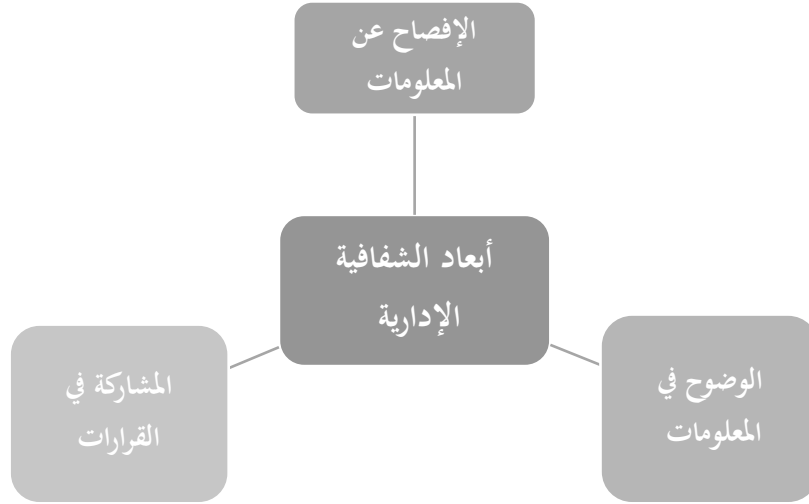 الإفصاح عن
المعلومات
أبعاد الشفافية
الإدارية
الوضوح في
المعلومات
المشاركة في
القرارات